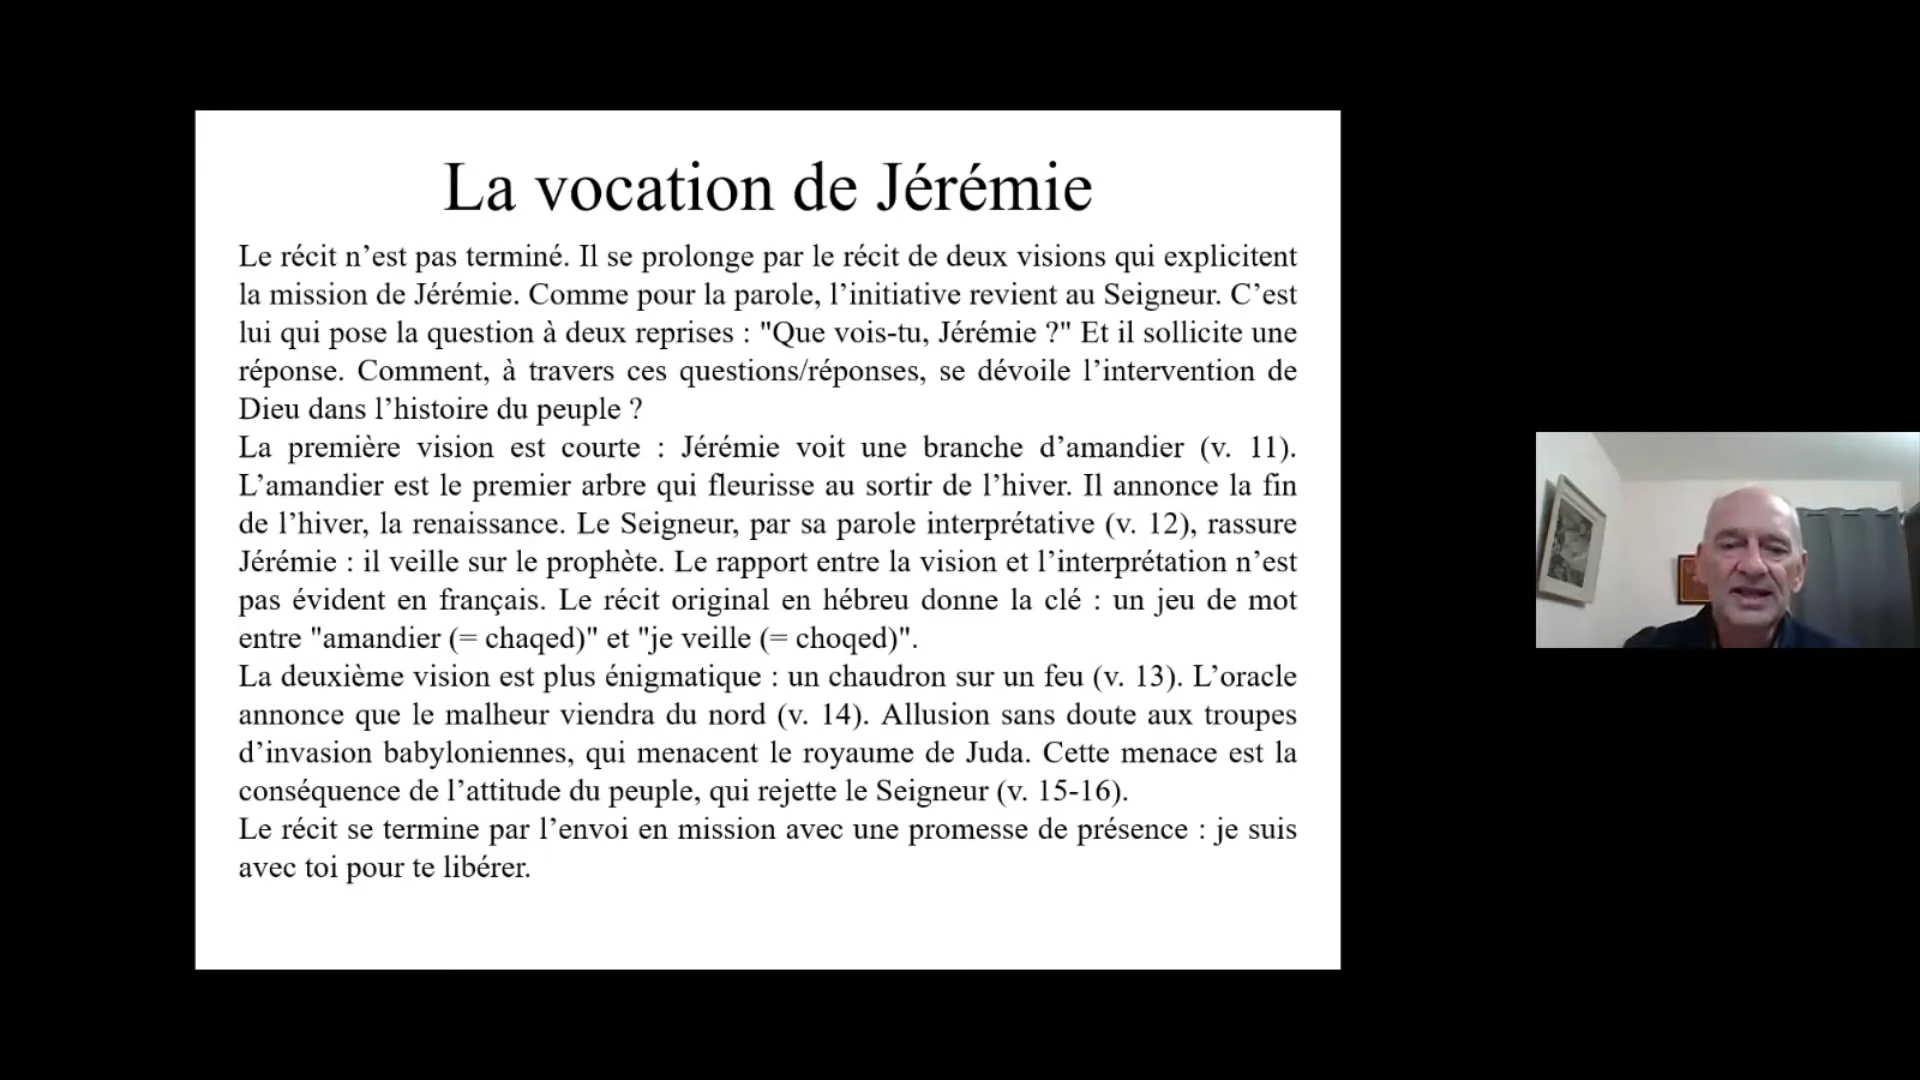 La vocation de Jérémie
Le récit n’est pas terminé. Il se prolonge par le récit de deux visions qui explicitent
la mission de Jérémie. Comme pour la parole, l’initiative revient au Seigneur. C’est
lui qui pose la question à deux reprises : "Que vois-tu, Jérémie ?" Et il sollicite une
réponse. Comment, à travers ces questions/réponses, se dévoile l’intervention de
Dieu dans l’histoire du peuple ?
La première vision est courte : Jérémie voit une branche d’amandier (v. 11).
L’amandier est le premier arbre qui fleurisse au sortir de l’hiver. Il annonce la fin
de l’hiver, la renaissance. Le Seigneur, par sa parole interprétative (v. 12), rassure
Jérémie : il veille sur le prophète. Le rapport entre la vision et l’interprétation n’est
pas évident en français. Le récit original en hébreu donne la clé : un jeu de mot
entre "amandier (= chaqed)" et "je veille (= choqed)".
La deuxième vision est plus énigmatique : un chaudron sur un feu (v. 13). L’oracle
annonce que le malheur viendra du nord (v. 14). Allusion sans doute aux troupes
d’invasion babyloniennes, qui menacent le royaume de Juda. Cette menace est la
conséquence de l’attitude du peuple, qui rejette le Seigneur (v. 15-16).
Le récit se termine par l’envoi en mission avec une promesse de présence : je suis
avec toi pour te libérer.